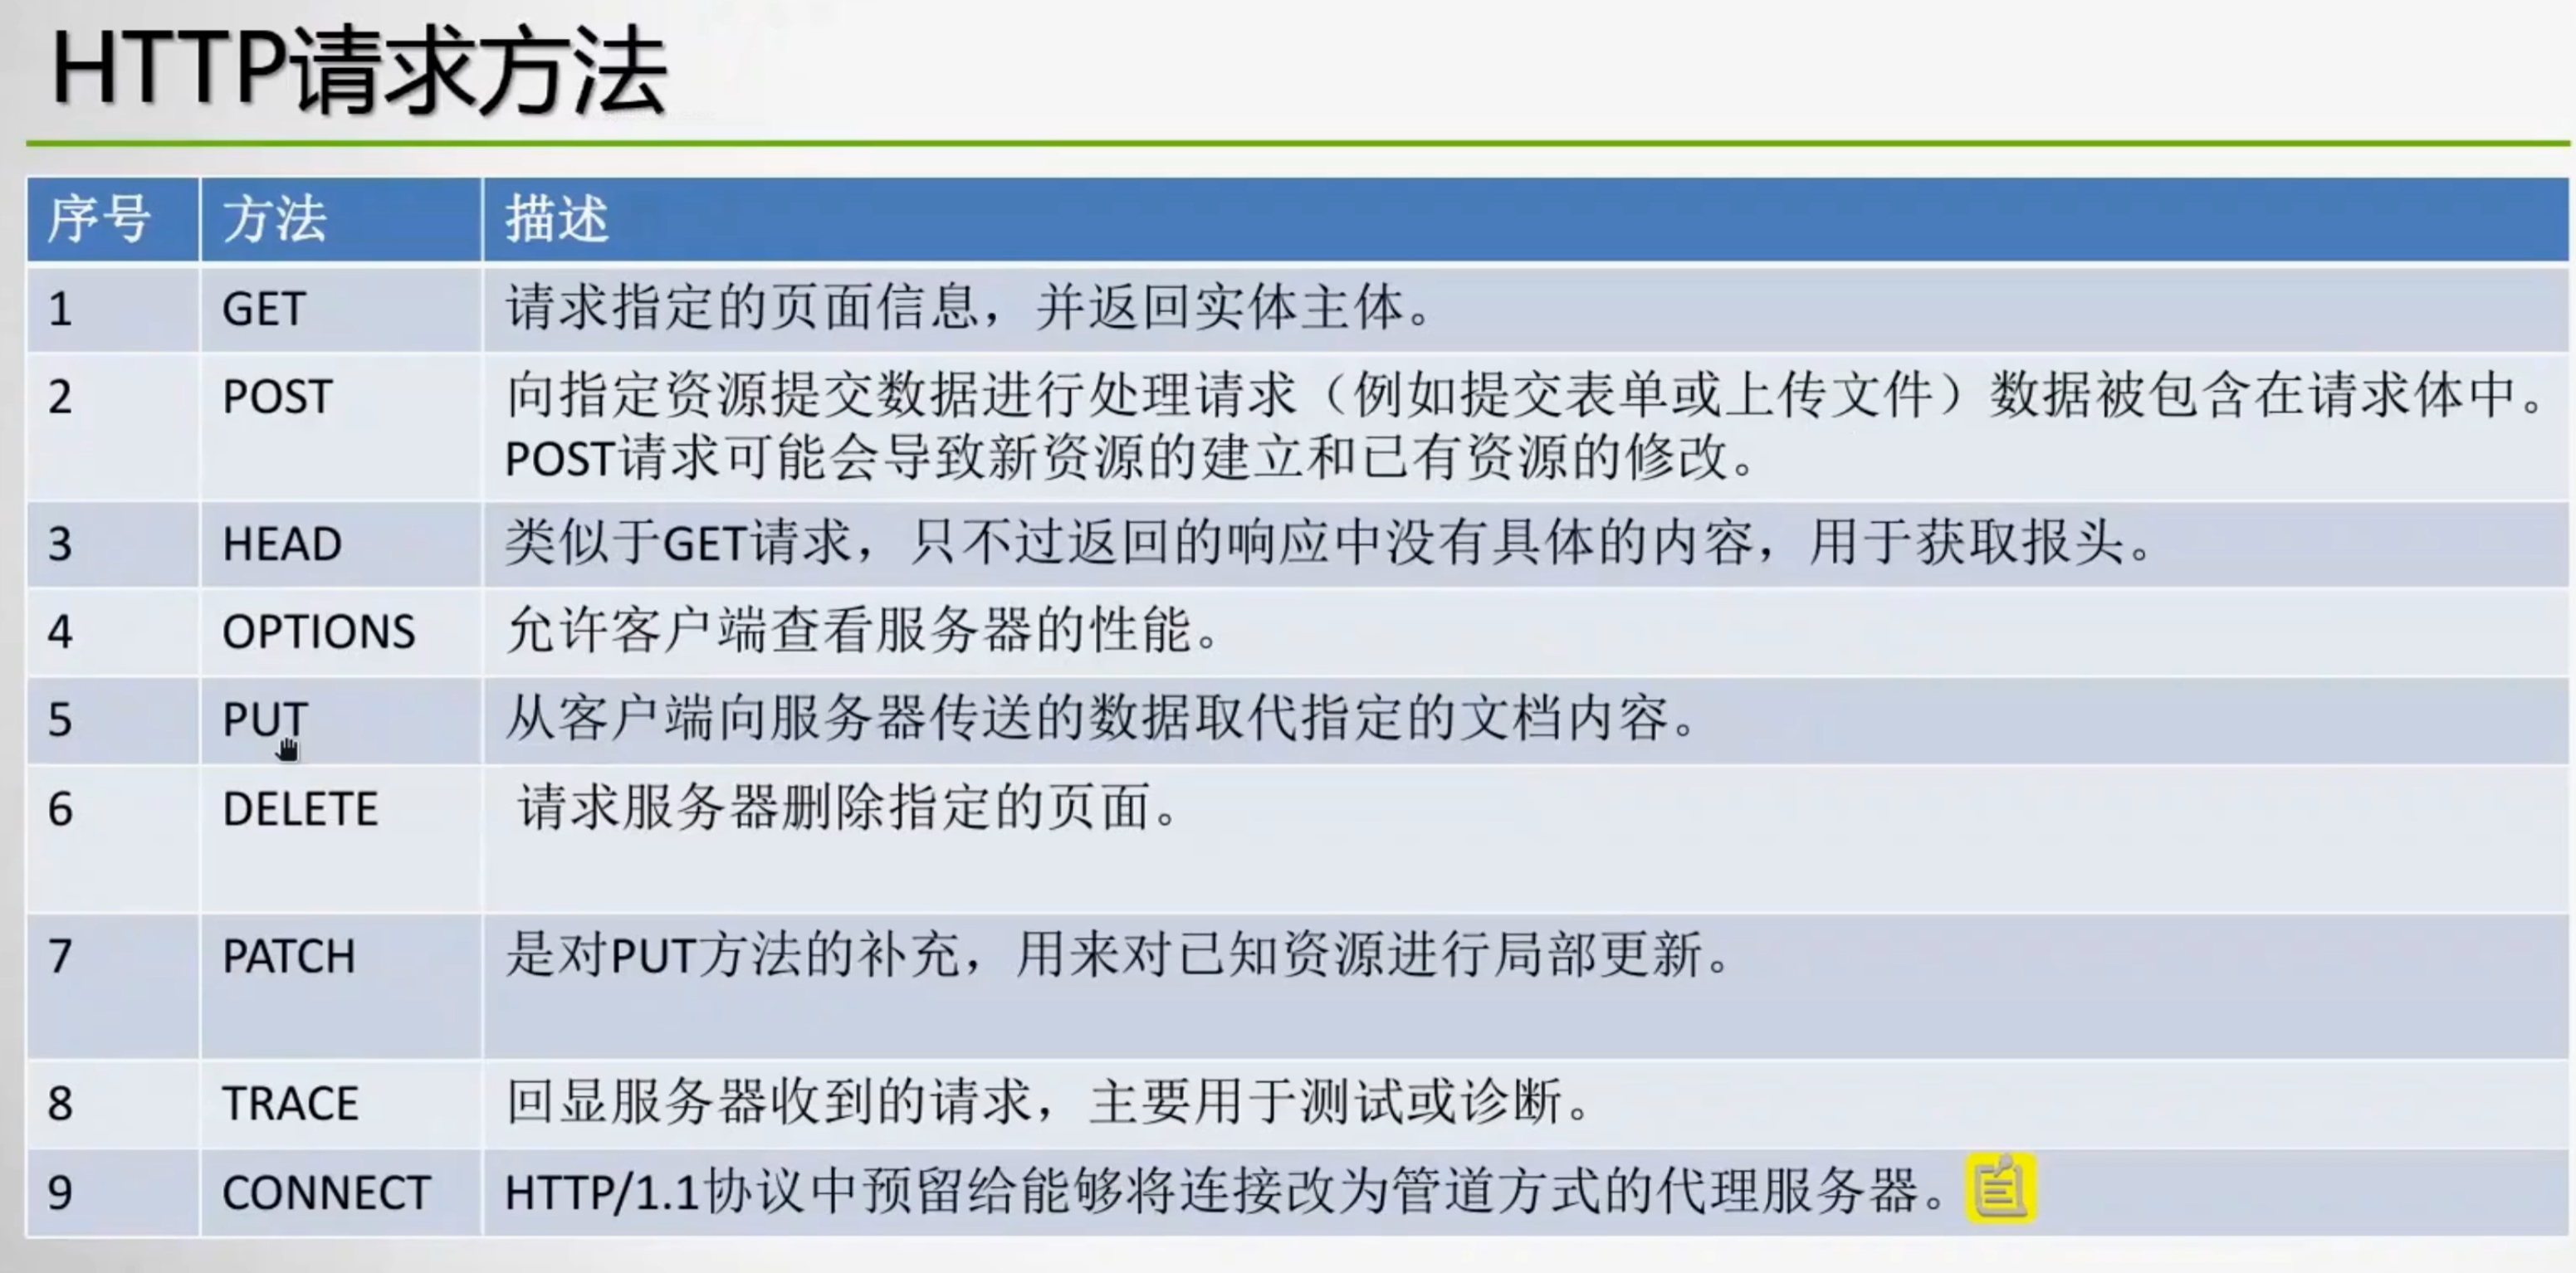 HTTP请求方法
序号 方法 描述
1 GET 请求指定的页面信息，并返回实体主体。
2 POST 向指定资源提交数据进行处理请求（例如提交表单或上传文件）数据被包含在请求体中。
POST请求可能会导致新资源的建立和已有资源的修改。
3 HEAD 类似于GET请求，只不过返回的响应中没有具体的内容，用于获取报头。
4 OPTIONS 允许客户端查看服务器的性能。
5 PUT 从客户端向服务器传送的数据取代指定的文档内容。
6 DELETE 请求服务器删除指定的页面。
7 PATCH 是对PUT方法的补充，用来对已知资源进行局部更新。
8 TRACE 回显服务器收到的请求，主要用于测试或诊断。
9 CONNECT HTTP/1.1协议中预留给能够将连接改为管道方式的代理服务器。